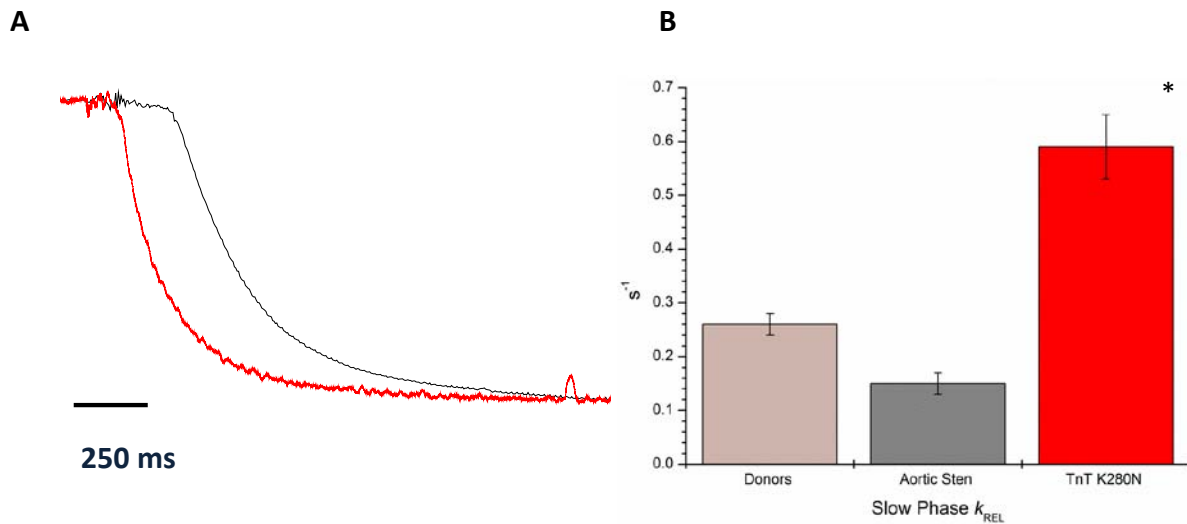 A
B
250 ms
*
0.7
0.6
0.5
0.4
0.3
0.2
0.1
0.0
s-1
Donors
Aortic Sten
TnT K280N
Slow Phase kREL